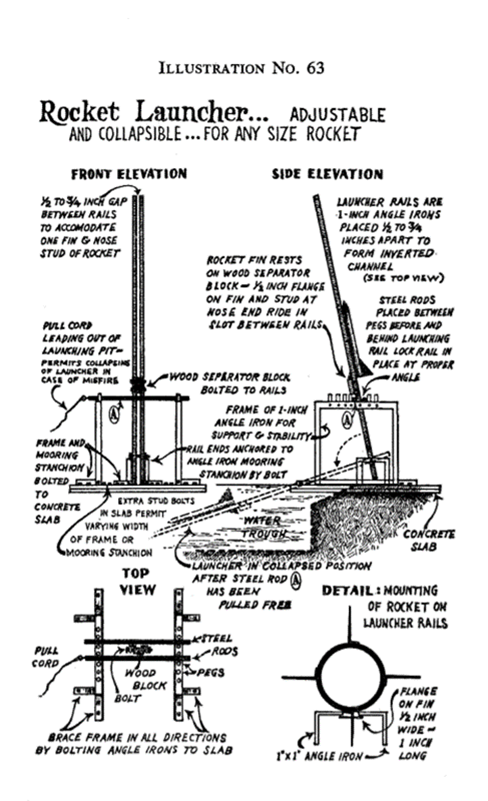 ILLUSTRATION NO. 63
Rocket Launcher... ADJUSTABLE
AND COLLAPSIBLE... FOR ANY SIZE ROCKET
FRONT ELEVATION
½ TO ¾ INCH GAP
BETWEEN RAILS
TO ACCOMODATE
ONE FIN & NOSE
STUD OF ROCKET
PULL CORD
LEADING OUT OF
LAUNCHING PIT—
PERMITS COLLAPSING
OF LAUNCHER IN
CASE OF MISFIRE
WOOD SEPERATOR BLOCK
BOLTED TO RAILS
A
FRAME AND
MOORING
STANCHION
BOLTED
TO
CONCRETE
SLAB
RAIL ENDS ANCHORED TO
ANGLE IRON MOORING
STANCHION BY BOLT
EXTRA STUD BOLTS
IN SLAB PERMIT
VARYING WIDTH
OF FRAME OR
MOORING STANCHION
SIDE ELEVATION
LAUNCHER RAILS ARE
1-INCH ANGLE IRONS
PLACED ½ TO ¾
INCHES APART TO
FORM INVERTED
CHANNEL
(SEE TOP VIEW)
ROCKET FIN RESTS
ON WOOD SEPARATOR
BLOCK— ½ INCH FLANGE
ON FIN AND STUD AT
NOSE END RIDE IN
SLOT BETWEEN RAILS
STEEL RODS
PLACED BETWEEN
PEGS BEFORE AND
BEHIND LAUNCHING
RAIL LOCK RAIL IN
PLACE AT PROPER
ANGLE
A
FRAME OF 1-INCH
ANGLE IRON FOR
SUPPORT & STABILITY
WATER
TROUGH
CONCRETE
SLAB
LAUNCHER IN COLLAPSED POSITION
AFTER STEEL ROD A
HAS BEEN
PULLED FREE
TOP
VIEW
STEEL
RODS
PEGS
PULL
CORD
WOOD
BLOCK
BOLT
BRACE FRAME IN ALL DIRECTIONS
BY BOLTING ANGLE IRONS TO SLAB
DETAIL: MOUNTING
OF ROCKET ON
LAUNCHER RAILS
FLANGE
ON FIN
½ INCH
WIDE—
1 INCH
LONG
1"X1" ANGLE IRON